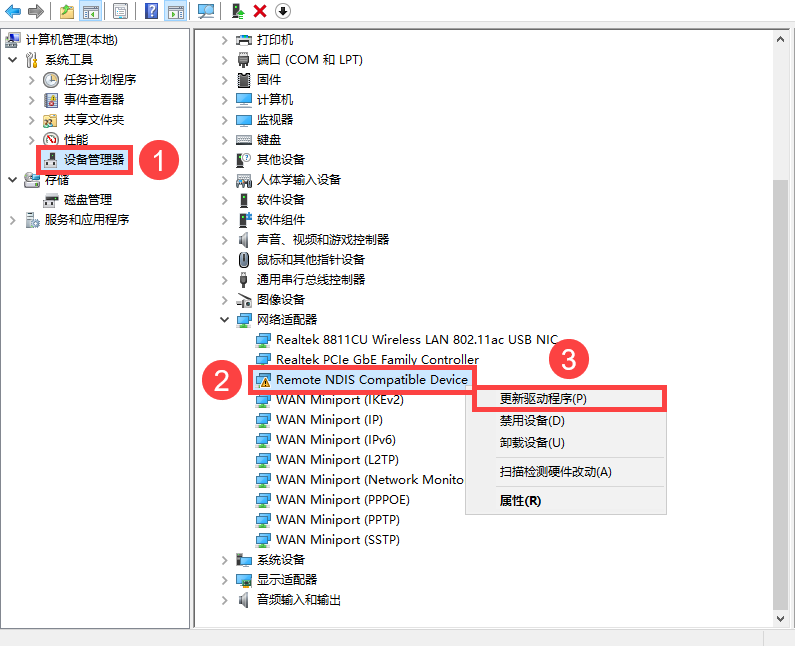 计算机管理(本地)
系统工具
任务计划程序
事件查看器
共享文件夹
性能
设备管理器
1
存储
磁盘管理
服务和应用程序
打印机
端口 (COM 和 LPT)
固件
计算机
监视器
键盘
其他设备
人体学输入设备
软件设备
软件组件
声音、视频和游戏控制器
鼠标和其他指针设备
通用串行总线控制器
图像设备
网络适配器
Realtek 8811CU Wireless LAN 802.11ac USB NIC
Realtek PCIe GbE Family Controller
2
Remote NDIS Compatible Device
3
WAN Miniport (IKEv2)
WAN Miniport (IP)
WAN Miniport (IPv6)
WAN Miniport (L2TP)
WAN Miniport (Network Monito
WAN Miniport (PPPOE)
WAN Miniport (PPTP)
WAN Miniport (SSTP)
更新驱动程序(P)
禁用设备(D)
卸载设备(U)
扫描检测硬件改动(A)
属性(R)
系统设备
显示适配器
音频输入和输出